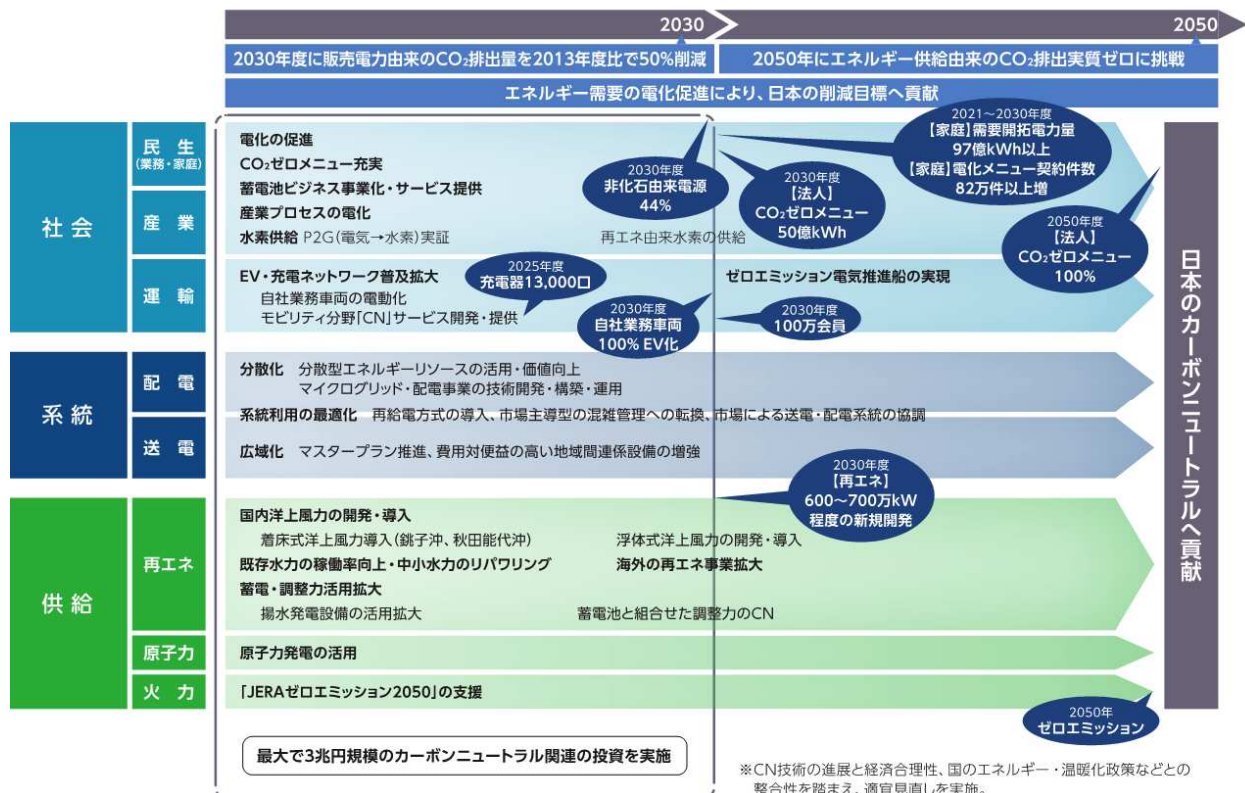 2030
2050
2030年度に販売電力由来のCO₂排出量を2013年度比で50%削減
2050年にエネルギー供給由来のCO₂排出実質ゼロに挑戦
エネルギー需要の電化促進により、日本の削減目標へ貢献
社会
民生
(業務・家庭)
産業
運輸
電化の促進
CO₂ゼロメニュー充実
蓄電池ビジネス事業化・サービス提供
産業プロセスの電化
水素供給 P2G(電気→水素)実証
再エネ由来水素の供給
2030年度
非化石由来電源
44%
2030年度
【法人】
CO₂ゼロメニュー
50億kWh
2021～2030年度
【家庭】需要開拓電力量
97億kWh以上
【家庭】電化メニュー契約件数
82万件以上増
2050年度
【法人】
CO₂ゼロメニュー
100%
EV・充電ネットワーク普及拡大
自社業務車両の電動化
モビリティ分野「CN」サービス開発・提供
2025年度
充電器13,000口
2030年度
自社業務車両
100% EV化
ゼロエミッション電気推進船の実現
2030年度
100万会員
系統
配電
送電
分散化 分散型エネルギーリソースの活用・価値向上
マイクログリッド・配電事業の技術開発・構築・運用
系統利用の最適化 再給電方式の導入、市場主導型の混雑管理への転換、市場による送電・配電系統の協調
広域化 マスタープラン推進、費用対便益の高い地域間連係設備の増強
供給
再エネ
原子力
火力
2030年度
【再エネ】
600～700万kW
程度の新規開発
国内洋上風力の開発・導入
着床式洋上風力導入(銚子沖、秋田能代沖)
浮体式洋上風力の開発・導入
既存水力の稼働率向上・中小水力のリパワリング
海外の再エネ事業拡大
蓄電・調整力活用拡大
揚水発電設備の活用拡大
蓄電池と組合せた調整力のCN
原子力発電の活用
「JERAゼロエミッション2050」の支援
2050年
ゼロエミッション
日本のカーボンニュートラルへ貢献
最大で3兆円規模のカーボンニュートラル関連の投資を実施
※CN技術の進展と経済合理性、国のエネルギー・温暖化政策などとの
整合性を踏まえ、適宜見直しを実施。